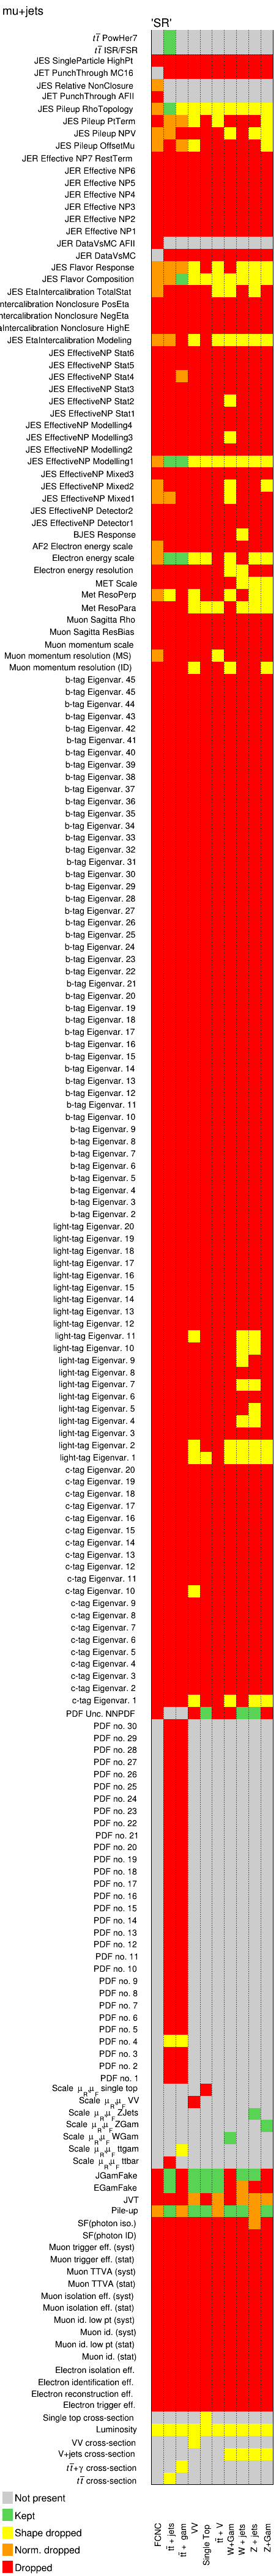 mu+jets
'SR'
tt̄ PowHer7
tt̄ ISR/FSR
JES SingleParticle HighPt
JET PunchThrough MC16
JES Relative NonClosure
JET PunchThrough AFII
JES Pileup RhoTopology
JES Pileup PtTerm
JES Pileup NPV
JES Pileup OffsetMu
JER Effective NP7 RestTerm
JER Effective NP6
JER Effective NP5
JER Effective NP4
JER Effective NP3
JER Effective NP2
JER Effective NP1
JER DataVsMC AFII
JER DataVsMC
JES Flavor Response
JES Flavor Composition
JES EtaIntercalibration TotalStat
ntercalibration Nonclosure PosEta
ntercalibration Nonclosure NegEta
aIntercalibration Nonclosure HighE
JES EtaIntercalibration Modeling
JES EffectiveNP Stat6
JES EffectiveNP Stat5
JES EffectiveNP Stat4
JES EffectiveNP Stat3
JES EffectiveNP Stat2
JES EffectiveNP Stat1
JES EffectiveNP Modelling4
JES EffectiveNP Modelling3
JES EffectiveNP Modelling2
JES EffectiveNP Modelling1
JES EffectiveNP Mixed3
JES EffectiveNP Mixed2
JES EffectiveNP Mixed1
JES EffectiveNP Detector2
JES EffectiveNP Detector1
BJES Response
AF2 Electron energy scale
Electron energy scale
Electron energy resolution
MET Scale
Met ResoPerp
Met ResoPara
Muon Sagitta Rho
Muon Sagitta ResBias
Muon momentum scale
Muon momentum resolution (MS)
Muon momentum resolution (ID)
b-tag Eigenvar. 45
b-tag Eigenvar. 45
b-tag Eigenvar. 44
b-tag Eigenvar. 43
b-tag Eigenvar. 42
b-tag Eigenvar. 41
b-tag Eigenvar. 40
b-tag Eigenvar. 39
b-tag Eigenvar. 38
b-tag Eigenvar. 37
b-tag Eigenvar. 36
b-tag Eigenvar. 35
b-tag Eigenvar. 34
b-tag Eigenvar. 33
b-tag Eigenvar. 32
b-tag Eigenvar. 31
b-tag Eigenvar. 30
b-tag Eigenvar. 29
b-tag Eigenvar. 28
b-tag Eigenvar. 27
b-tag Eigenvar. 26
b-tag Eigenvar. 25
b-tag Eigenvar. 24
b-tag Eigenvar. 23
b-tag Eigenvar. 22
b-tag Eigenvar. 21
b-tag Eigenvar. 20
b-tag Eigenvar. 19
b-tag Eigenvar. 18
b-tag Eigenvar. 17
b-tag Eigenvar. 16
b-tag Eigenvar. 15
b-tag Eigenvar. 14
b-tag Eigenvar. 13
b-tag Eigenvar. 12
b-tag Eigenvar. 11
b-tag Eigenvar. 10
b-tag Eigenvar. 9
b-tag Eigenvar. 8
b-tag Eigenvar. 7
b-tag Eigenvar. 6
b-tag Eigenvar. 5
b-tag Eigenvar. 4
b-tag Eigenvar. 3
b-tag Eigenvar. 2
light-tag Eigenvar. 20
light-tag Eigenvar. 19
light-tag Eigenvar. 18
light-tag Eigenvar. 17
light-tag Eigenvar. 16
light-tag Eigenvar. 15
light-tag Eigenvar. 14
light-tag Eigenvar. 13
light-tag Eigenvar. 12
light-tag Eigenvar. 11
light-tag Eigenvar. 10
light-tag Eigenvar. 9
light-tag Eigenvar. 8
light-tag Eigenvar. 7
light-tag Eigenvar. 6
light-tag Eigenvar. 5
light-tag Eigenvar. 4
light-tag Eigenvar. 3
light-tag Eigenvar. 2
light-tag Eigenvar. 1
c-tag Eigenvar. 20
c-tag Eigenvar. 19
c-tag Eigenvar. 18
c-tag Eigenvar. 17
c-tag Eigenvar. 16
c-tag Eigenvar. 15
c-tag Eigenvar. 14
c-tag Eigenvar. 13
c-tag Eigenvar. 12
c-tag Eigenvar. 11
c-tag Eigenvar. 10
c-tag Eigenvar. 9
c-tag Eigenvar. 8
c-tag Eigenvar. 7
c-tag Eigenvar. 6
c-tag Eigenvar. 5
c-tag Eigenvar. 4
c-tag Eigenvar. 3
c-tag Eigenvar. 2
c-tag Eigenvar. 1
PDF Unc. NNPDF
PDF no. 30
PDF no. 29
PDF no. 28
PDF no. 27
PDF no. 26
PDF no. 25
PDF no. 24
PDF no. 23
PDF no. 22
PDF no. 21
PDF no. 20
PDF no. 19
PDF no. 18
PDF no. 17
PDF no. 16
PDF no. 15
PDF no. 14
PDF no. 13
PDF no. 12
PDF no. 11
PDF no. 10
PDF no. 9
PDF no. 8
PDF no. 7
PDF no. 6
PDF no. 5
PDF no. 4
PDF no. 3
PDF no. 2
PDF no. 1
Scale μRμF single top
Scale μRμF VV
Scale μRμF ZJets
Scale μRμF ZGam
Scale μRμF WGam
Scale μRμF ttgam
Scale μRμF ttbar
JGamFake
EGamFake
JVT
Pile-up
SF(photon iso.)
SF(photon ID)
Muon trigger eff. (syst)
Muon trigger eff. (stat)
Muon TTVA (syst)
Muon TTVA (stat)
Muon isolation eff. (syst)
Muon isolation eff. (stat)
Muon id. low pt (syst)
Muon id. (syst)
Muon id. low pt (stat)
Muon id. (stat)
Electron isolation eff.
Electron identification eff.
Electron reconstruction eff.
Electron trigger eff.
Single top cross-section
Luminosity
VV cross-section
V+jets cross-section
tt̄+γ cross-section
tt̄ cross-section
FCNC
tt̄ + jets
tt̄ + gam
VV
Single Top
tt̄ + V
W+Gam
W + jets
Z + jets
Z+Gam
Not present
Kept
Shape dropped
Norm. dropped
Dropped